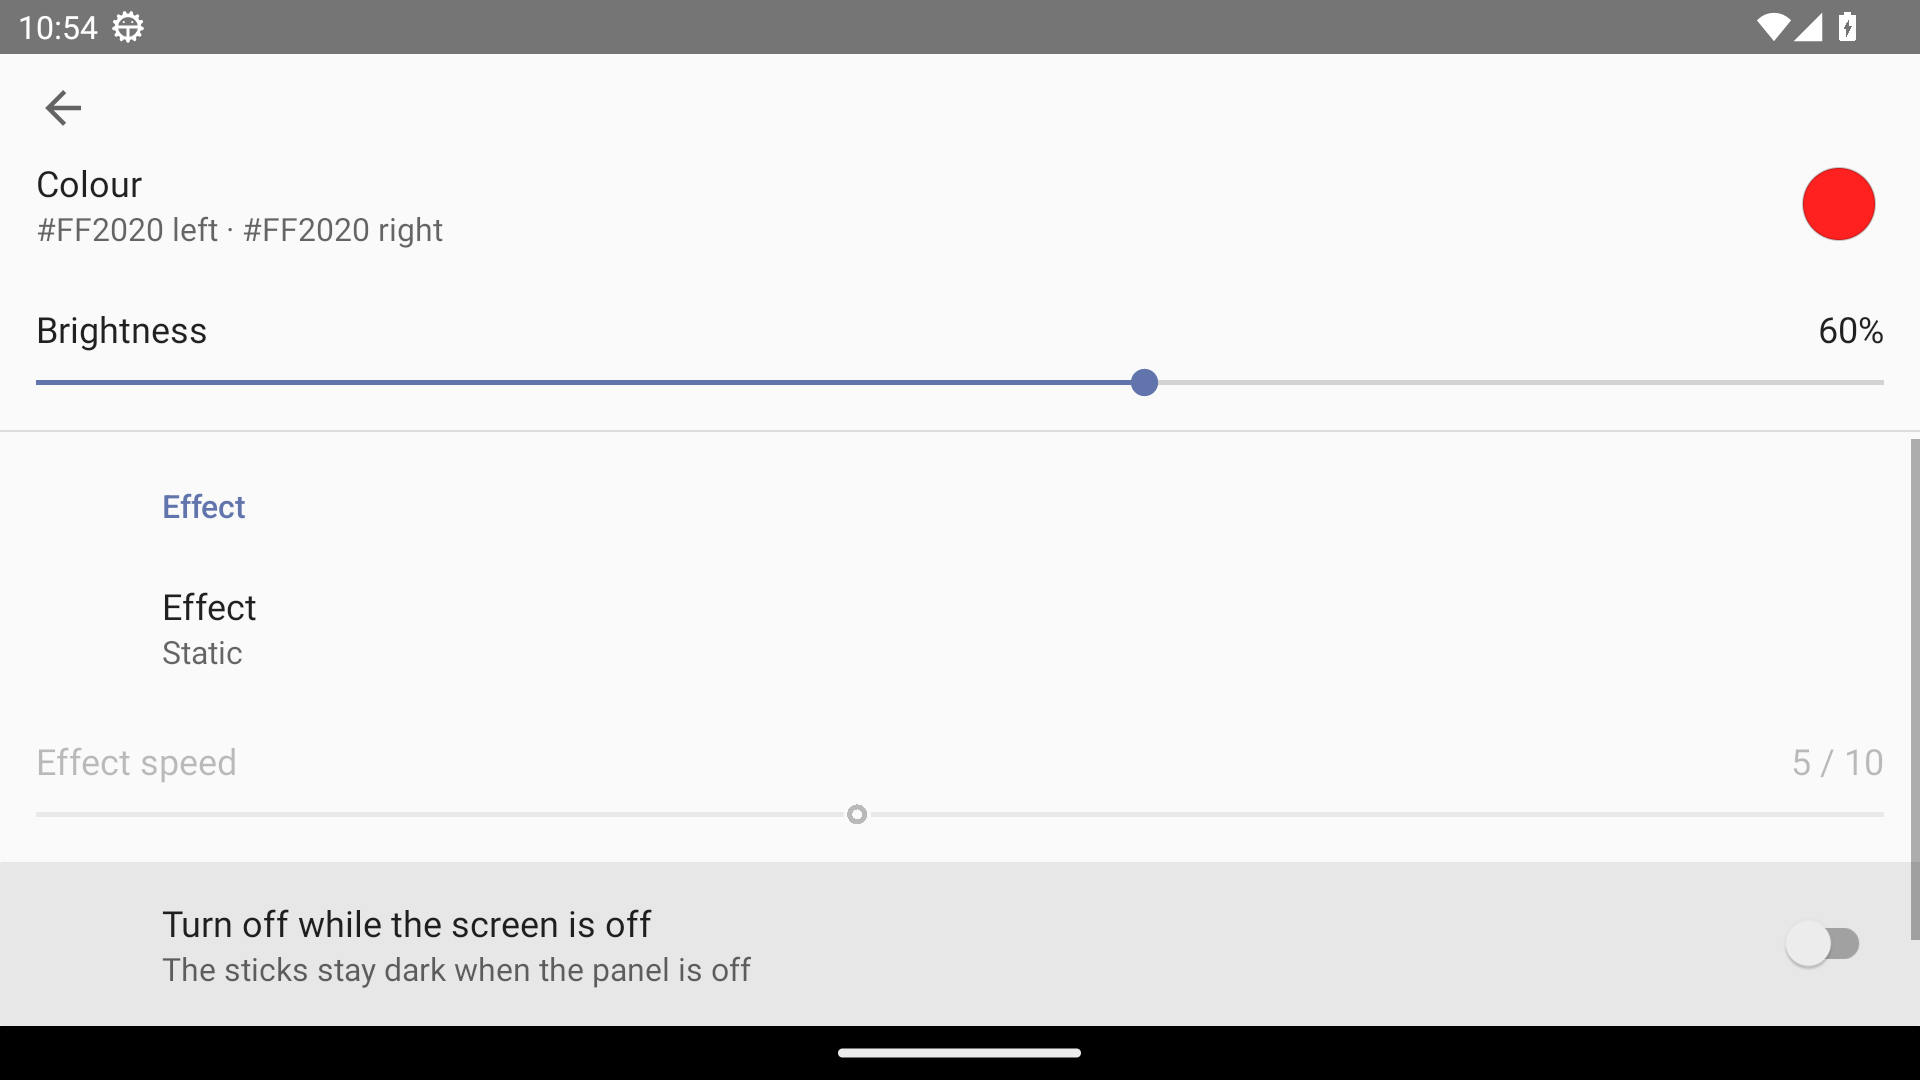 10:54
Colour
#FF2020 left · #FF2020 right
Brightness
60%
Effect
Effect
Static
Effect speed
5 / 10
Turn off while the screen is off
The sticks stay dark when the panel is off